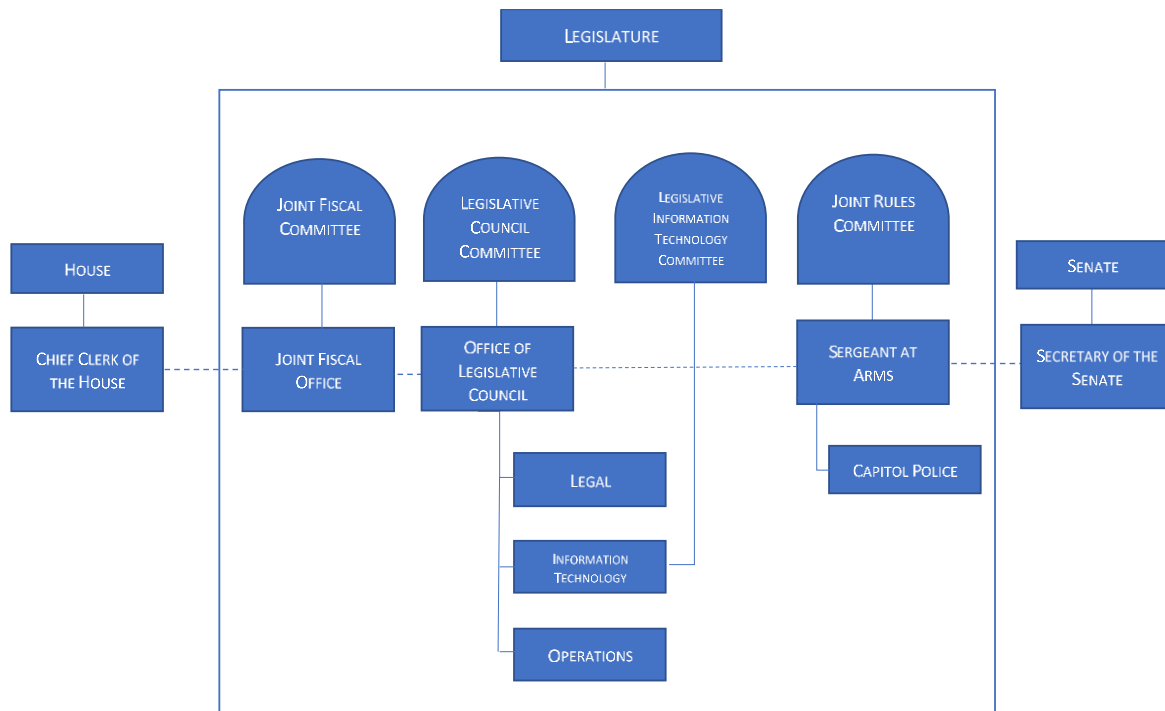 LEGISLATURE
JOINT FISCAL
COMMITTEE
LEGISLATIVE
COUNCIL
COMMITTEE
LEGISLATIVE
INFORMATION
TECHNOLOGY
COMMITTEE
JOINT RULES
COMMITTEE
HOUSE
SENATE
CHIEF CLERK OF
THE HOUSE
JOINT FISCAL
OFFICE
OFFICE OF
LEGISLATIVE
COUNCIL
SERGEANT AT
ARMS
SECRETARY OF THE
SENATE
LEGAL
CAPITOL POLICE
INFORMATION
TECHNOLOGY
OPERATIONS